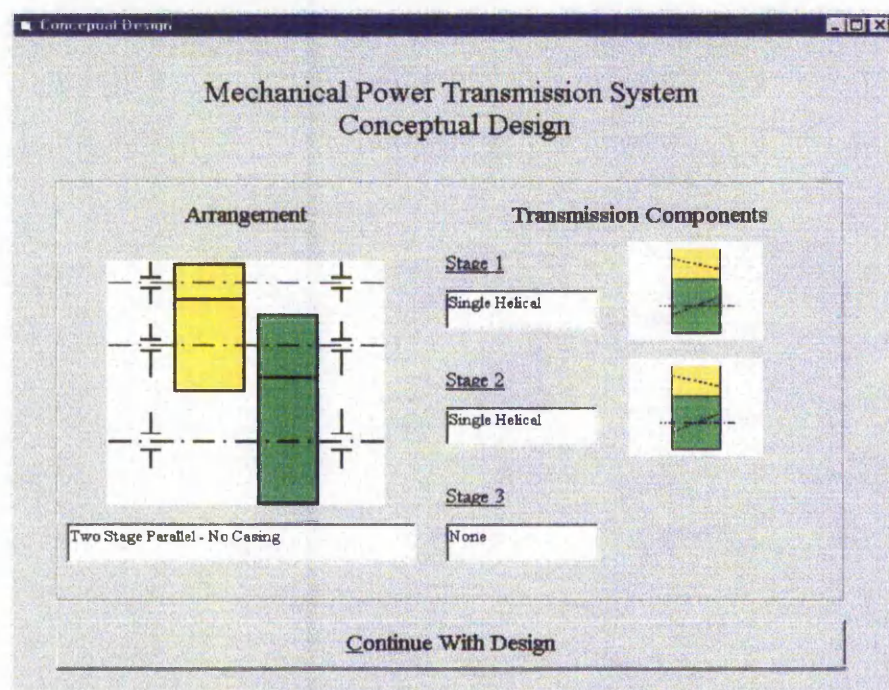 Conceptual Design
Mechanical Power Transmission System
Conceptual Design
Arrangement
Two Stage Parallel - No Casing
Transmission Components
Stage 1
Single Helical
Stage 2
Single Helical
Stage 3
None
Continue With Design